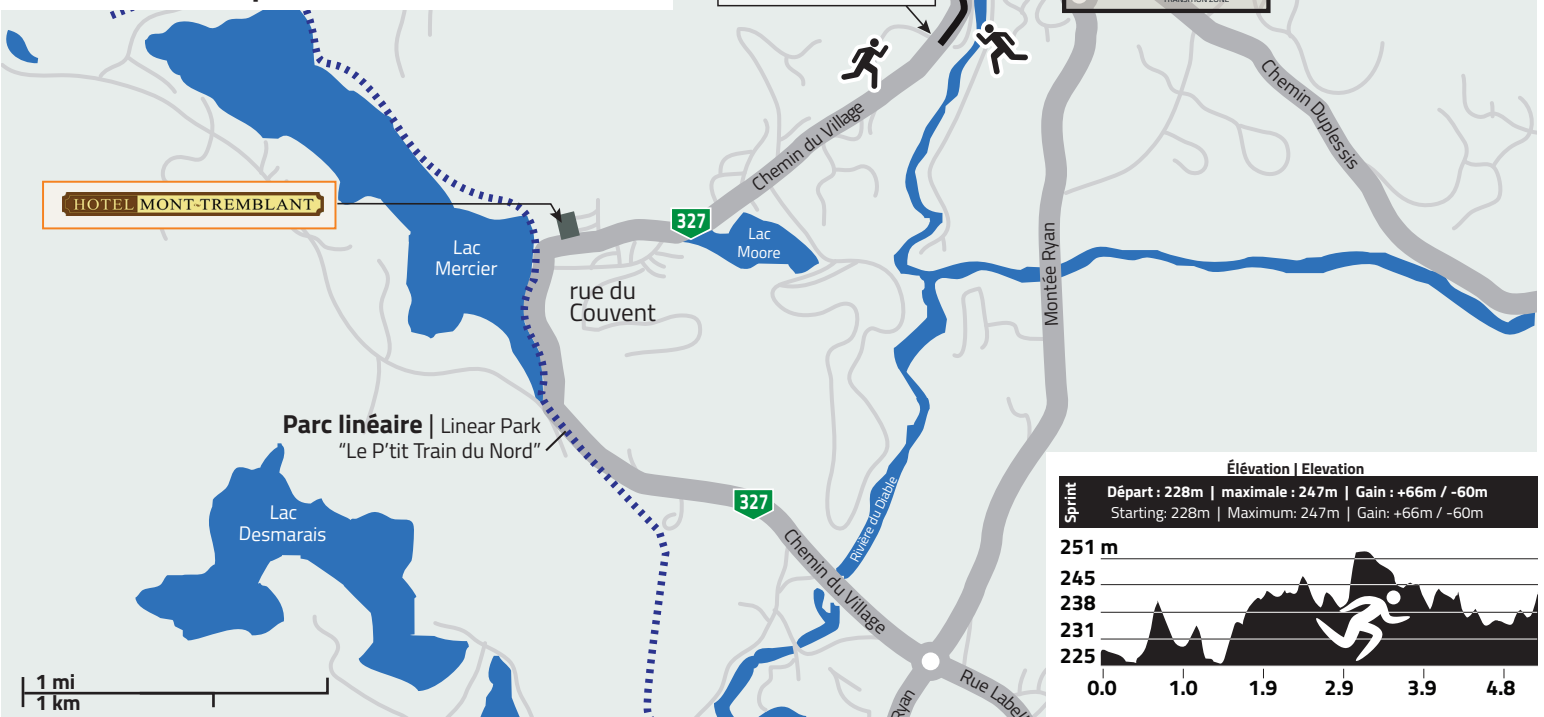 TRANSITION ZONE
Chemin Duplessis
Chemin du Village
HOTEL MONT-TREMBLANT
327
Lac
Mercier
Lac
Moore
Montée Ryan
rue du
Couvent
Parc linéaire | Linear Park
“Le P'tit Train du Nord”
327
Lac
Desmarais
Rivière du Diable
Chemin du Village
Ryan
1 mi
1 km
Élévation | Elevation
Sprint
Départ : 228m | maximale : 247m | Gain : +66m / -60m
Starting: 228m | Maximum: 247m | Gain: +66m / -60m
251 m
245
238
231
225
0.0 1.0 1.9 2.9 3.9 4.8